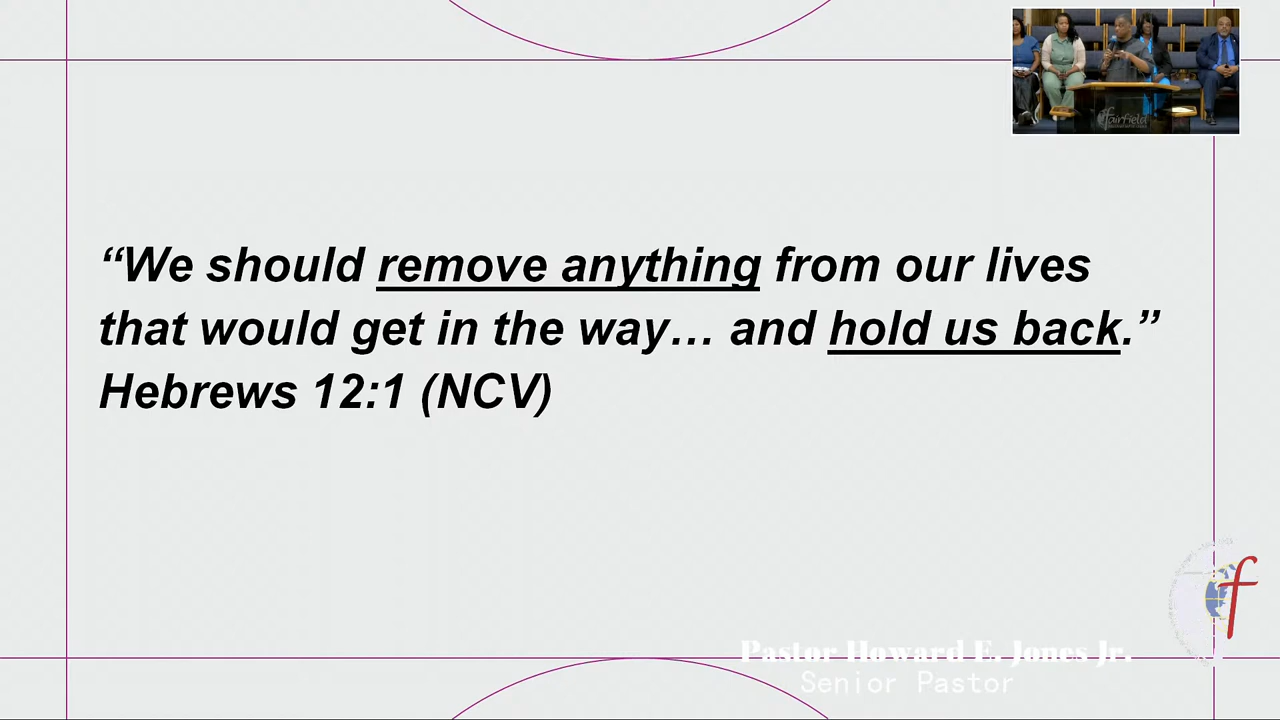 “We should remove anything from our lives
that would get in the way… and hold us back.”
Hebrews 12:1 (NCV)
fairfield
f
Pastor Howard E. Jones Jr.
Senior Pastor